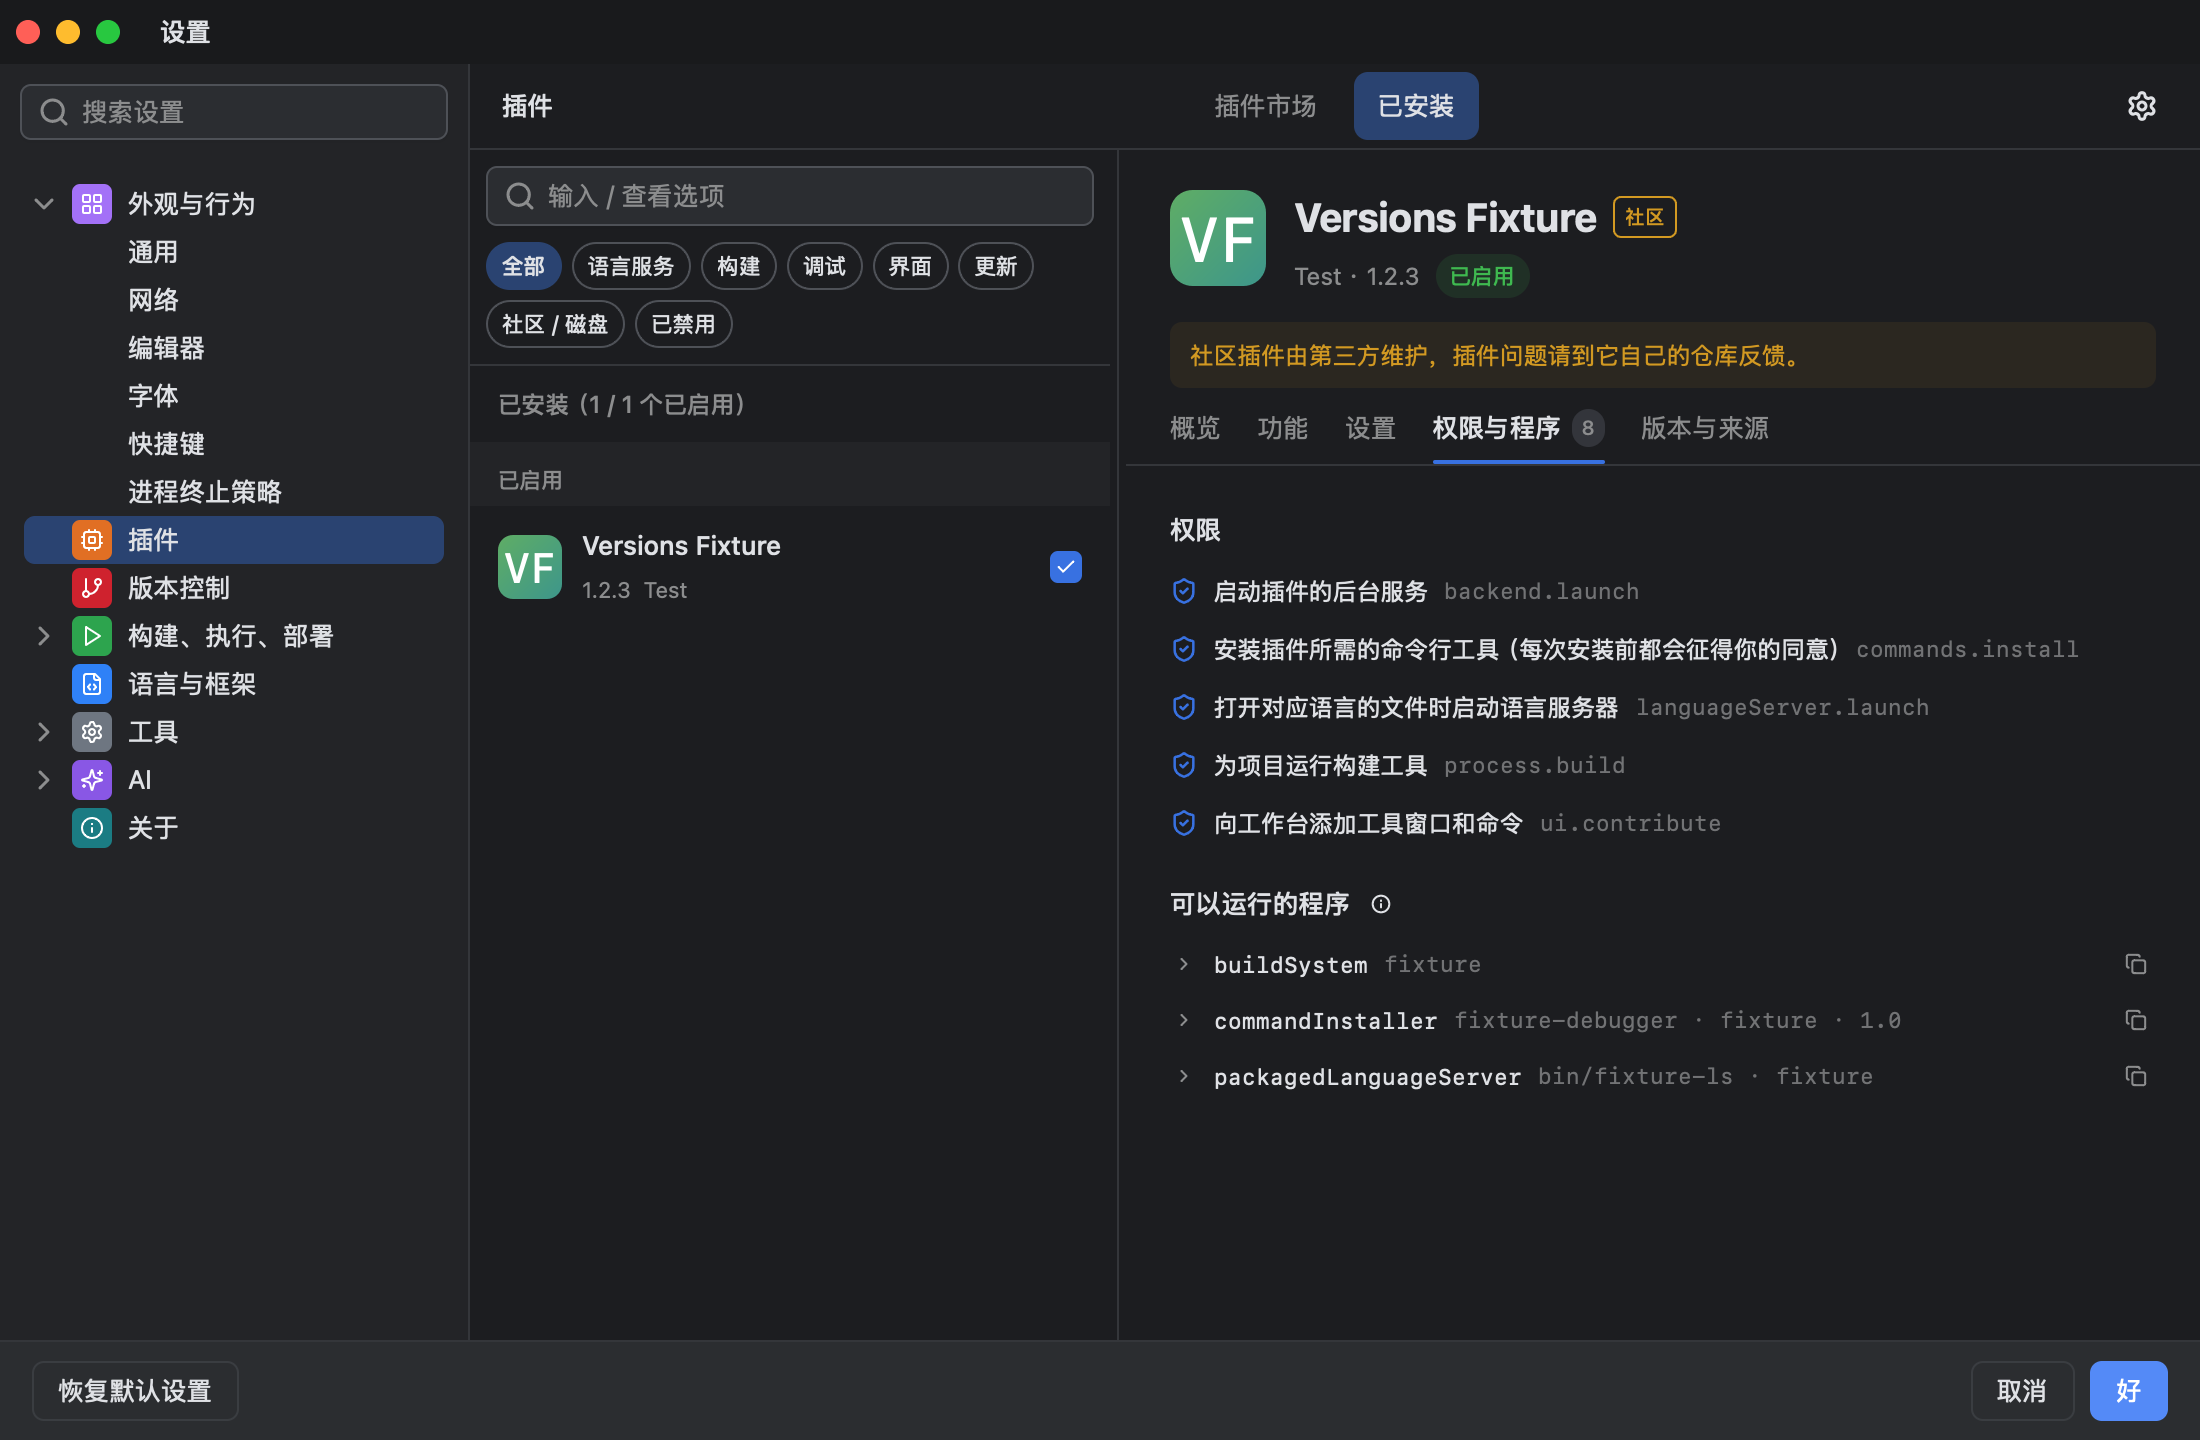 设置
搜索设置
外观与行为
通用
网络
编辑器
字体
快捷键
进程终止策略
插件
版本控制
构建、执行、部署
语言与框架
工具
AI
关于
插件
插件市场
已安装
输入 / 查看选项
全部 语言服务 构建 调试 界面 更新
社区 / 磁盘 已禁用
已安装（1 / 1 个已启用）
已启用
VF
Versions Fixture
1.2.3 Test
VF
Versions Fixture 社区
Test · 1.2.3 已启用
社区插件由第三方维护，插件问题请到它自己的仓库反馈。
概览 功能 设置 权限与程序 8 版本与来源
权限
启动插件的后台服务 backend.launch
安装插件所需的命令行工具（每次安装前都会征得你的同意） commands.install
打开对应语言的文件时启动语言服务器 languageServer.launch
为项目运行构建工具 process.build
向工作台添加工具窗口和命令 ui.contribute
可以运行的程序
buildSystem fixture
commandInstaller fixture-debugger · fixture · 1.0
packagedLanguageServer bin/fixture-ls · fixture
恢复默认设置
取消
好